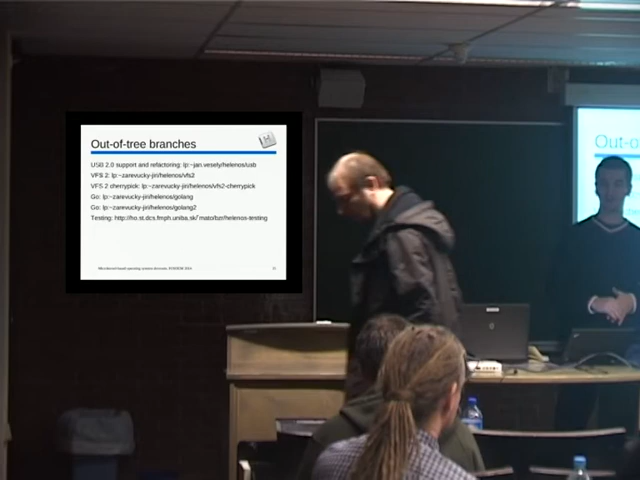 Out-of-tree branches
USB 2.0 support and refactoring: lp:~jan.vesely/helenos/usb
VFS 2: lp:~zarevucky-jiri/helenos/vfs2
VFS 2 cherrypick: lp:~zarevucky-jiri/helenos/vfs2-cherrypick
Go: lp:~zarevucky-jiri/helenos/golang
Go: lp:~zarevucky-jiri/helenos/golang2
Testing: http://ho.st.dcs.fmph.uniba.sk/~mato/bzr/helenos-testing
Out-o